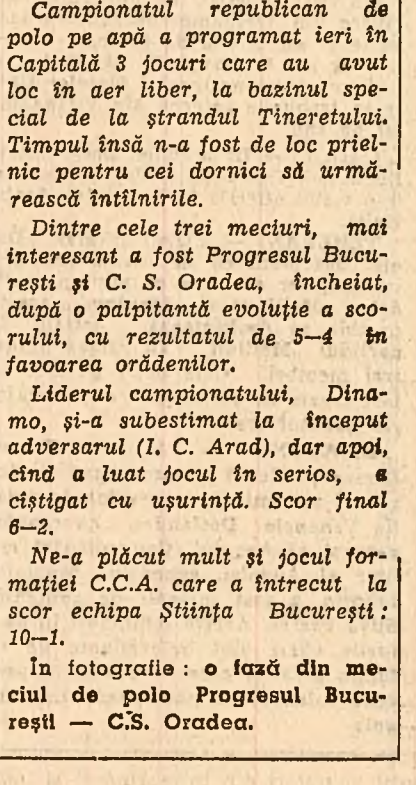 Campionatul republican de
polo pe apă a programat ieri în
Capitală 3 jocuri care au avut
loc în aer liber, la bazinul spe-
cial de la ştrandul Tineretului.
Timpul însă n-a fost de loc priel-
nic pentru cei dornici să urmă-
rească întîlnirile.
Dintre cele trei meciuri, mai
interesant a fost Progresul Bucu-
reşti şi C. S. Oradea, încheiat,
după o palpitantă evoluţie a sco-
rului, cu rezultatul de 5—4 în
favoarea orădenilor.
Liderul campionatului, Dina-
mo, şi-a subestimat la început
adversarul (I. C. Arad), dar apoi,
cînd a luat jocul în serios, a
cîştigat cu uşurinţă. Scor final
6—2.
Ne-a plăcut mult şi jocul for-
maţiei C.C.A. care a întrecut la
scor echipa Ştiinţa Bucureşti :
10—1.
In fotografie : o fază din me-
ciul de polo Progresul Bucu-
reşti — C.S. Oradea.